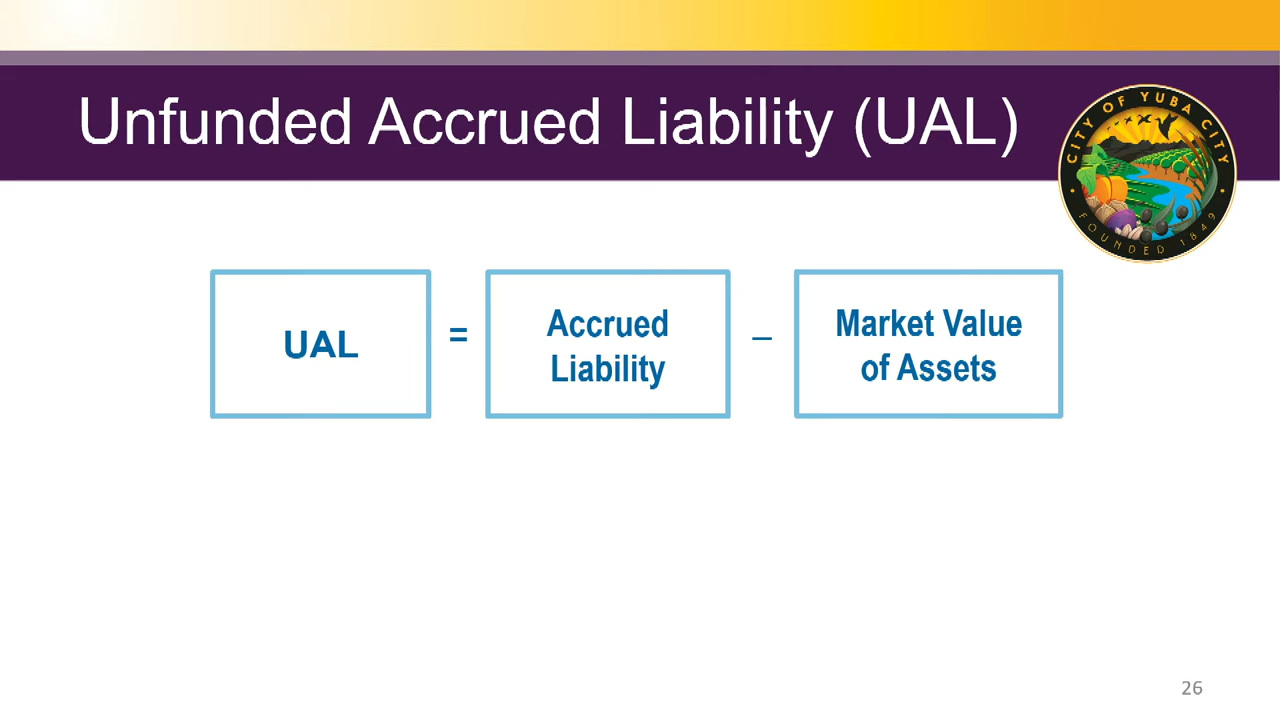 Unfunded Accrued Liability (UAL)
CITY OF YUBA CITY
• FOUNDED 1849 •
UAL = Accrued Liability – Market Value of Assets
26